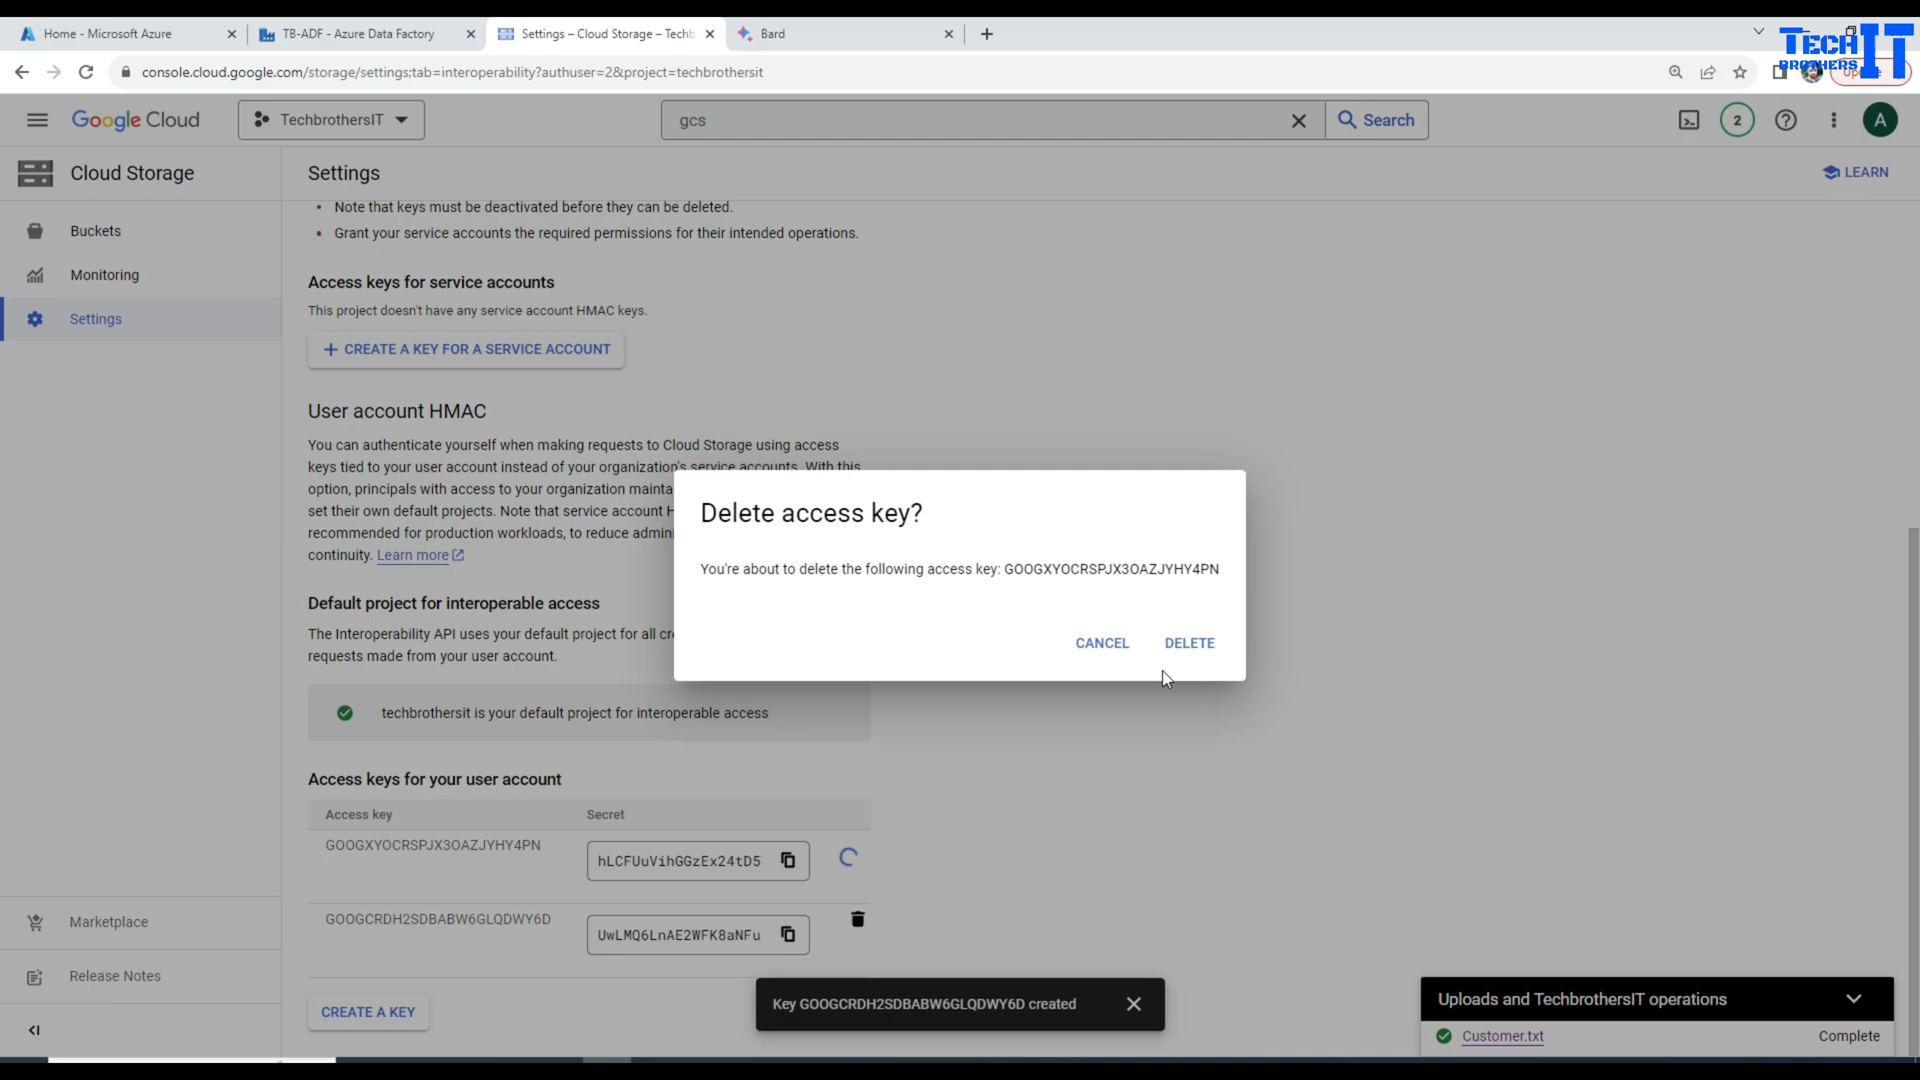 Home - Microsoft Azure
TB-ADF - Azure Data Factory
Settings – Cloud Storage – Techb
Bard
TECH IT
BROTHERS
console.cloud.google.com/storage/settings;tab=interoperability?authuser=2&project=techbrothersit
Google Cloud
TechbrothersIT
gcs
Search
2
A
Cloud Storage
Settings
LEARN
Buckets
Monitoring
Settings
Marketplace
Release Notes
• Note that keys must be deactivated before they can be deleted.
• Grant your service accounts the required permissions for their intended operations.
Access keys for service accounts
This project doesn't have any service account HMAC keys.
CREATE A KEY FOR A SERVICE ACCOUNT
User account HMAC
You can authenticate yourself when making requests to Cloud Storage using access
keys tied to your user account instead of your organization's service accounts. With this
option, principals with access to your organization mainta
set their own default projects. Note that service account H
recommended for production workloads, to reduce admini
continuity. Learn more
Default project for interoperable access
The Interoperability API uses your default project for all cre
requests made from your user account.
techbrothersit is your default project for interoperable access
Access keys for your user account
Access key Secret
GOOGXYOCRSPJX3OAZJYHY4PN hLCFUuVihGGzEx24tD5
GOOGCRDH2SDBABW6GLQDWY6D UwLMQ6LnAE2WFK8aNFu
CREATE A KEY
Delete access key?
You're about to delete the following access key: GOOGXYOCRSPJX3OAZJYHY4PN
CANCEL DELETE
Key GOOGCRDH2SDBABW6GLQDWY6D created
Uploads and TechbrothersIT operations
Customer.txt Complete